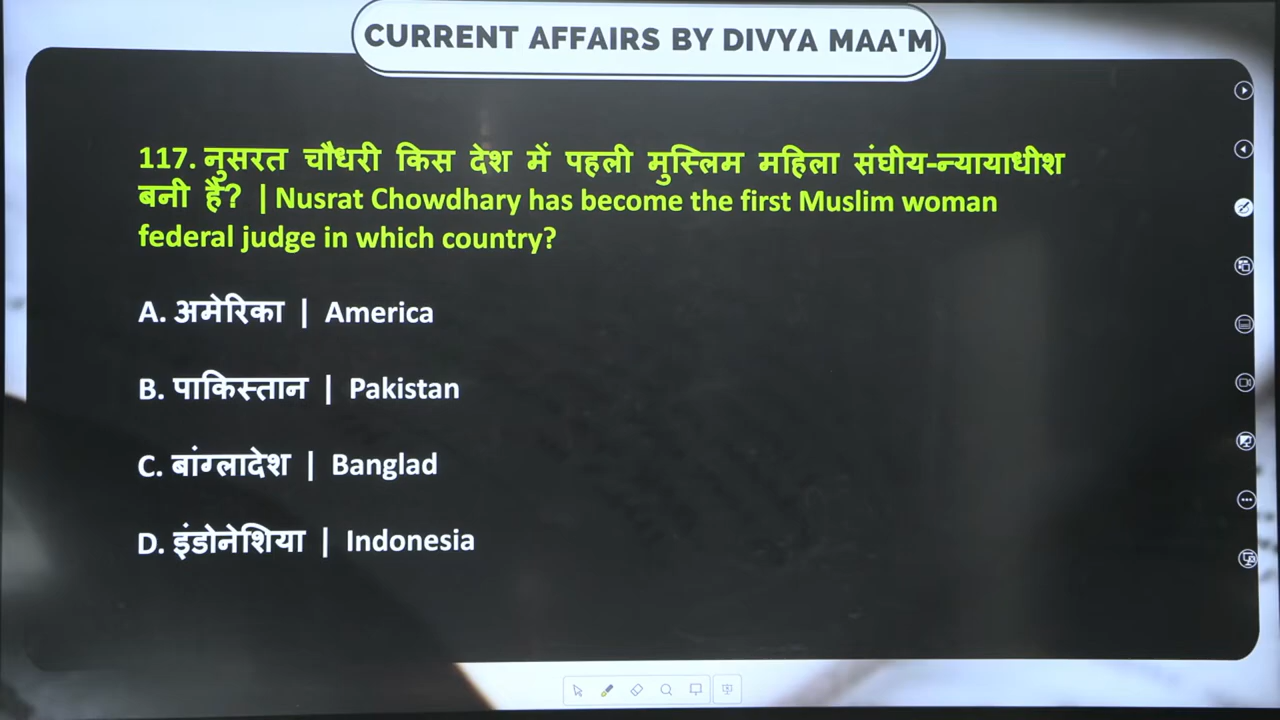 CURRENT AFFAIRS BY DIVYA MAA'M
117. नुसरत चौधरी किस देश में पहली मुस्लिम महिला संघीय-न्यायाधीश
बनी हैं? | Nusrat Chowdhary has become the first Muslim woman
federal judge in which country?
A. अमेरिका | America
B. पाकिस्तान | Pakistan
C. बांग्लादेश | Banglad
D. इंडोनेशिया | Indonesia